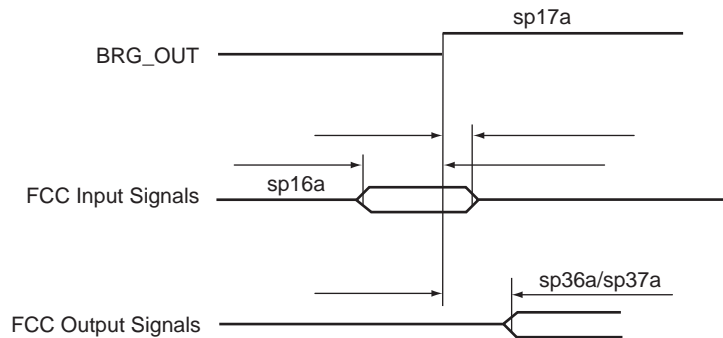 sp17a
BRG_OUT
sp16a
FCC Input Signals
sp36a/sp37a
FCC Output Signals